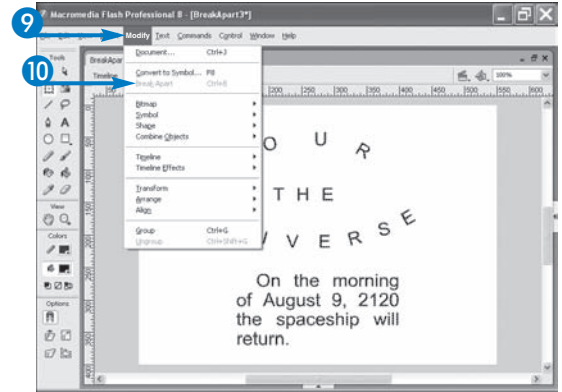 Macromedia Flash Professional 8 - [BreakApart3*]
9
Modify Text Commands Control Window Help
Tools
BreakApar
Document... Ctrl+J
10
Timeline
Convert to Symbol... F8
100%
Break Apart Ctrl+B
200 250 300 350 400 450 500 550 600
Bitmap
Symbol
Shape
Combine Objects
O U R
Timeline
Timeline Effects
T H E
Transform
Arrange
Align
View
Colors
Group Ctrl+G
Ungroup Ctrl+Shift+G
V E R S E
On the morning
of August 9, 2120
the spaceship will
return.
Options